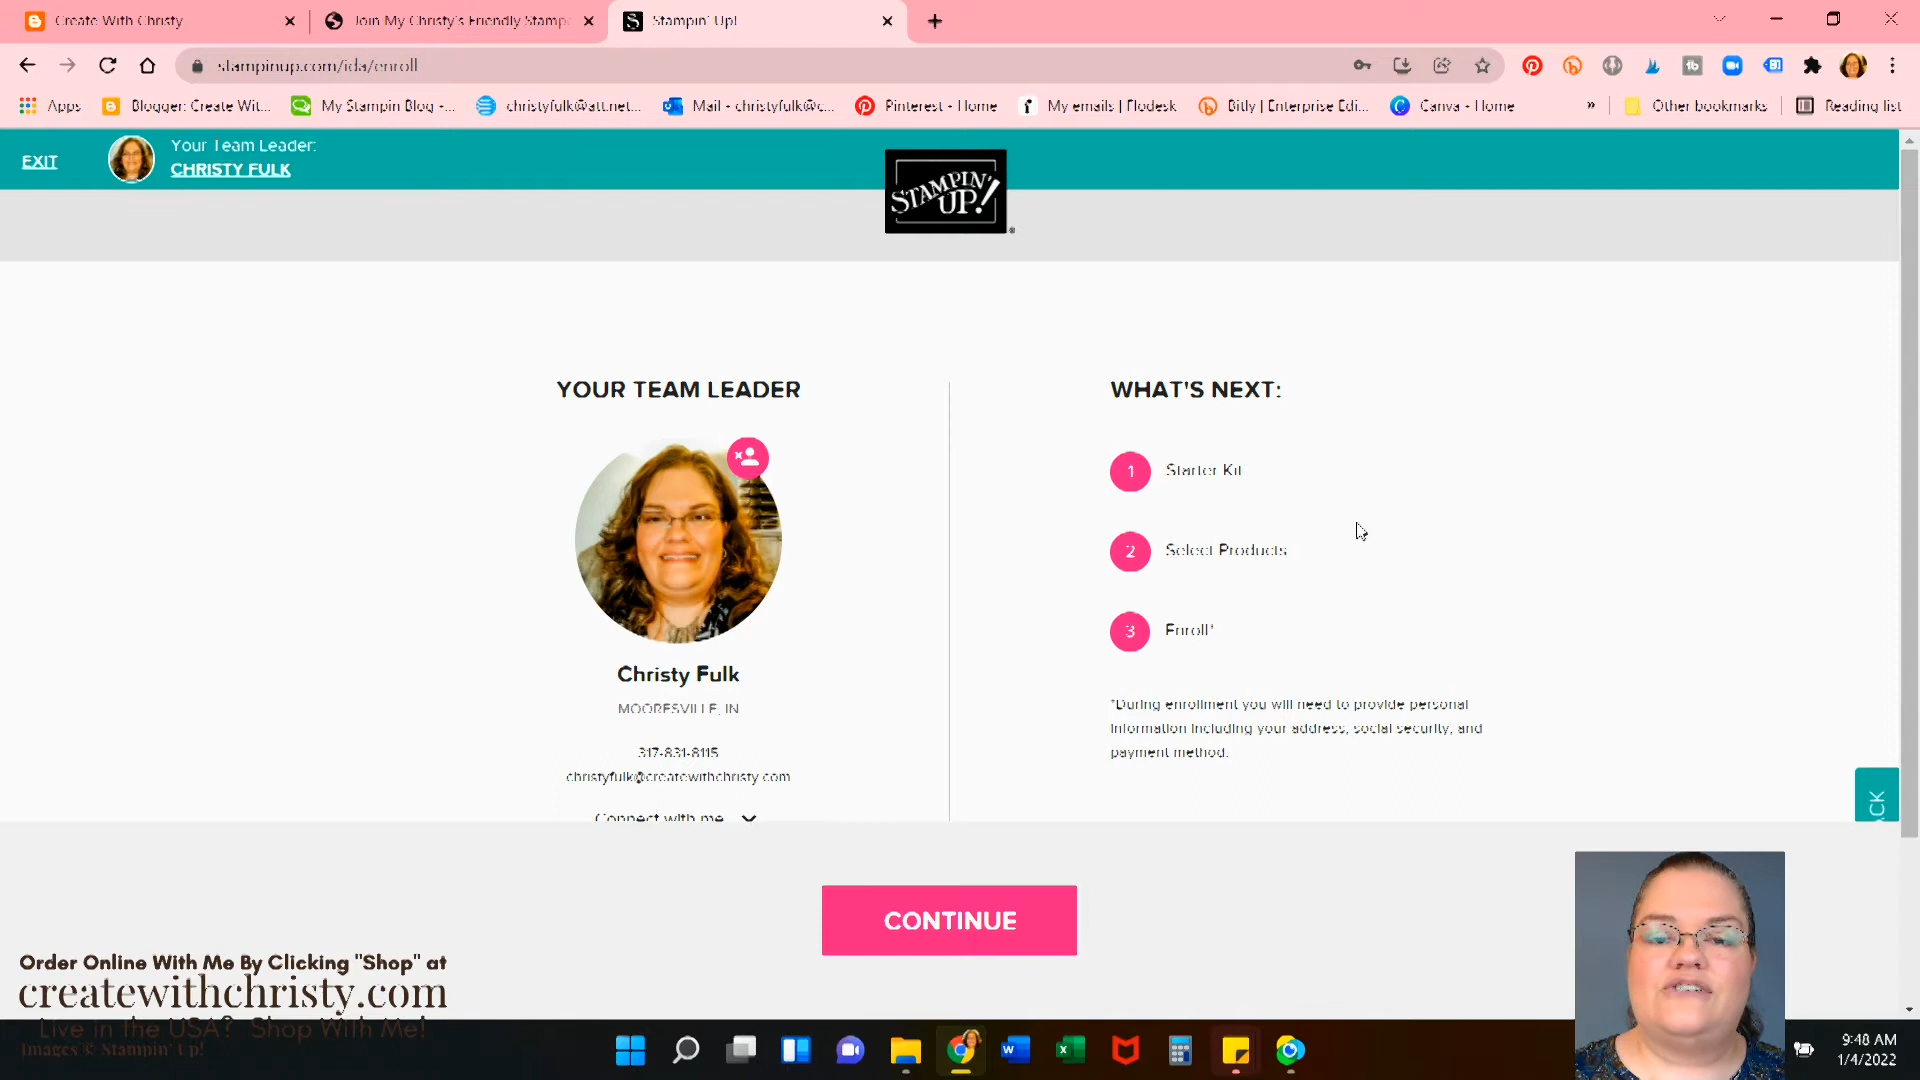 Create With Christy
Join My Christy's Friendly Stamp
Stampin' Up!
stampinup.com/ida/enroll
Apps
Blogger: Create Wit...
My Stampin Blog -...
christyfulk@att.net...
Mail - christyfulk@c...
Pinterest - Home
My emails | Flodesk
Bitly | Enterprise Edi...
Canva - Home
»
Other bookmarks
Reading list
EXIT
Your Team Leader:
CHRISTY FULK
STAMPIN' UP!
YOUR TEAM LEADER
WHAT'S NEXT:
1 Starter Kit
2 Select Products
3 Enroll*
Christy Fulk
MOORESVILLE, IN
317-831-8115
christyfulk@createwithchristy.com
Connect with me
*During enrollment you will need to provide personal
information including your address, social security, and
payment method.
CONTINUE
Order Online With Me By Clicking "Shop" at
createwithchristy.com
Live in the USA? Shop With Me!
Images © Stampin' Up!
9:48 AM
1/4/2022